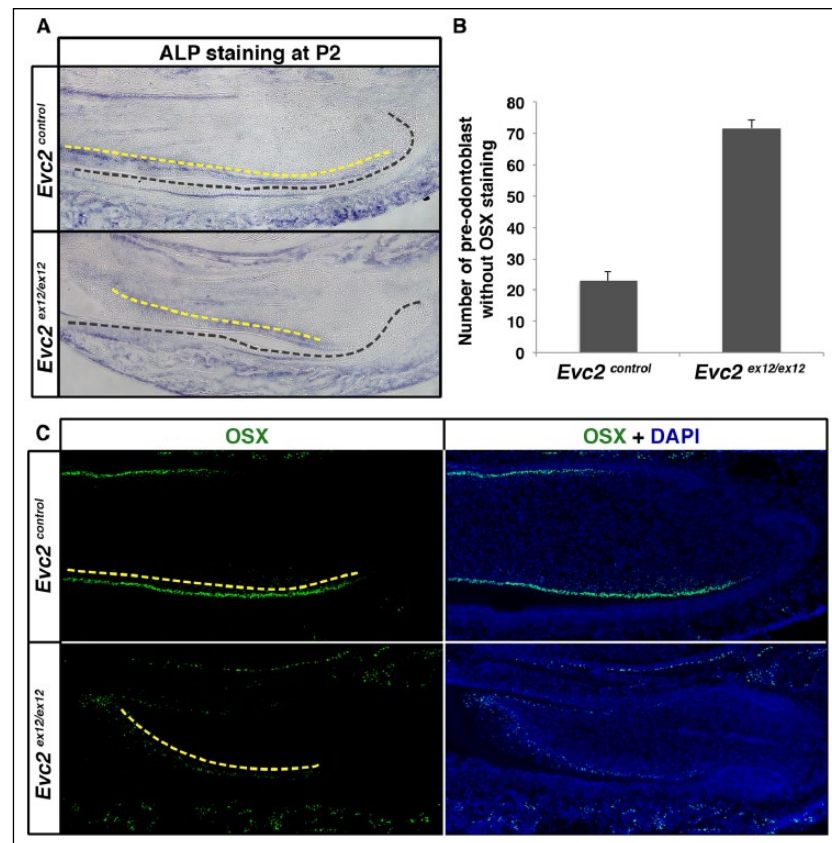 A
ALP staining at P2
Evc2 control
Evc2 ex12/ex12
B
Number of pre-odontoblast
without OSX staining
80
70
60
50
40
30
20
10
0
Evc2 control
Evc2 ex12/ex12
C
OSX
OSX + DAPI
Evc2 control
Evc2 ex12/ex12